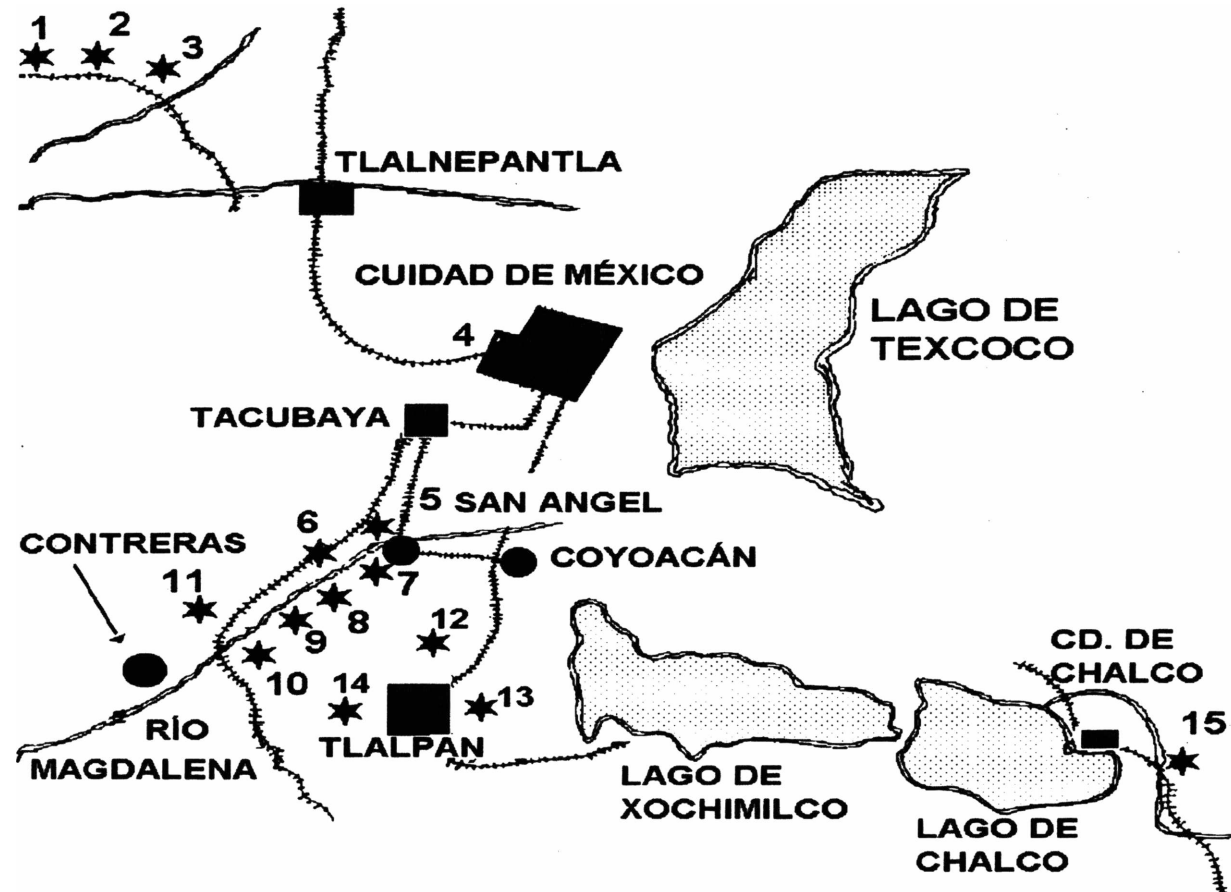 1 2 3
TLALNEPANTLA
CUIDAD DE MÉXICO
4
LAGO DE
TEXCOCO
TACUBAYA
5 SAN ANGEL
6
CONTRERAS
COYOACÁN
11
7
8
9
12
10
14
13
CD. DE
CHALCO
15
RÍO
MAGDALENA
TLALPAN
LAGO DE
XOCHIMILCO
LAGO DE
CHALCO